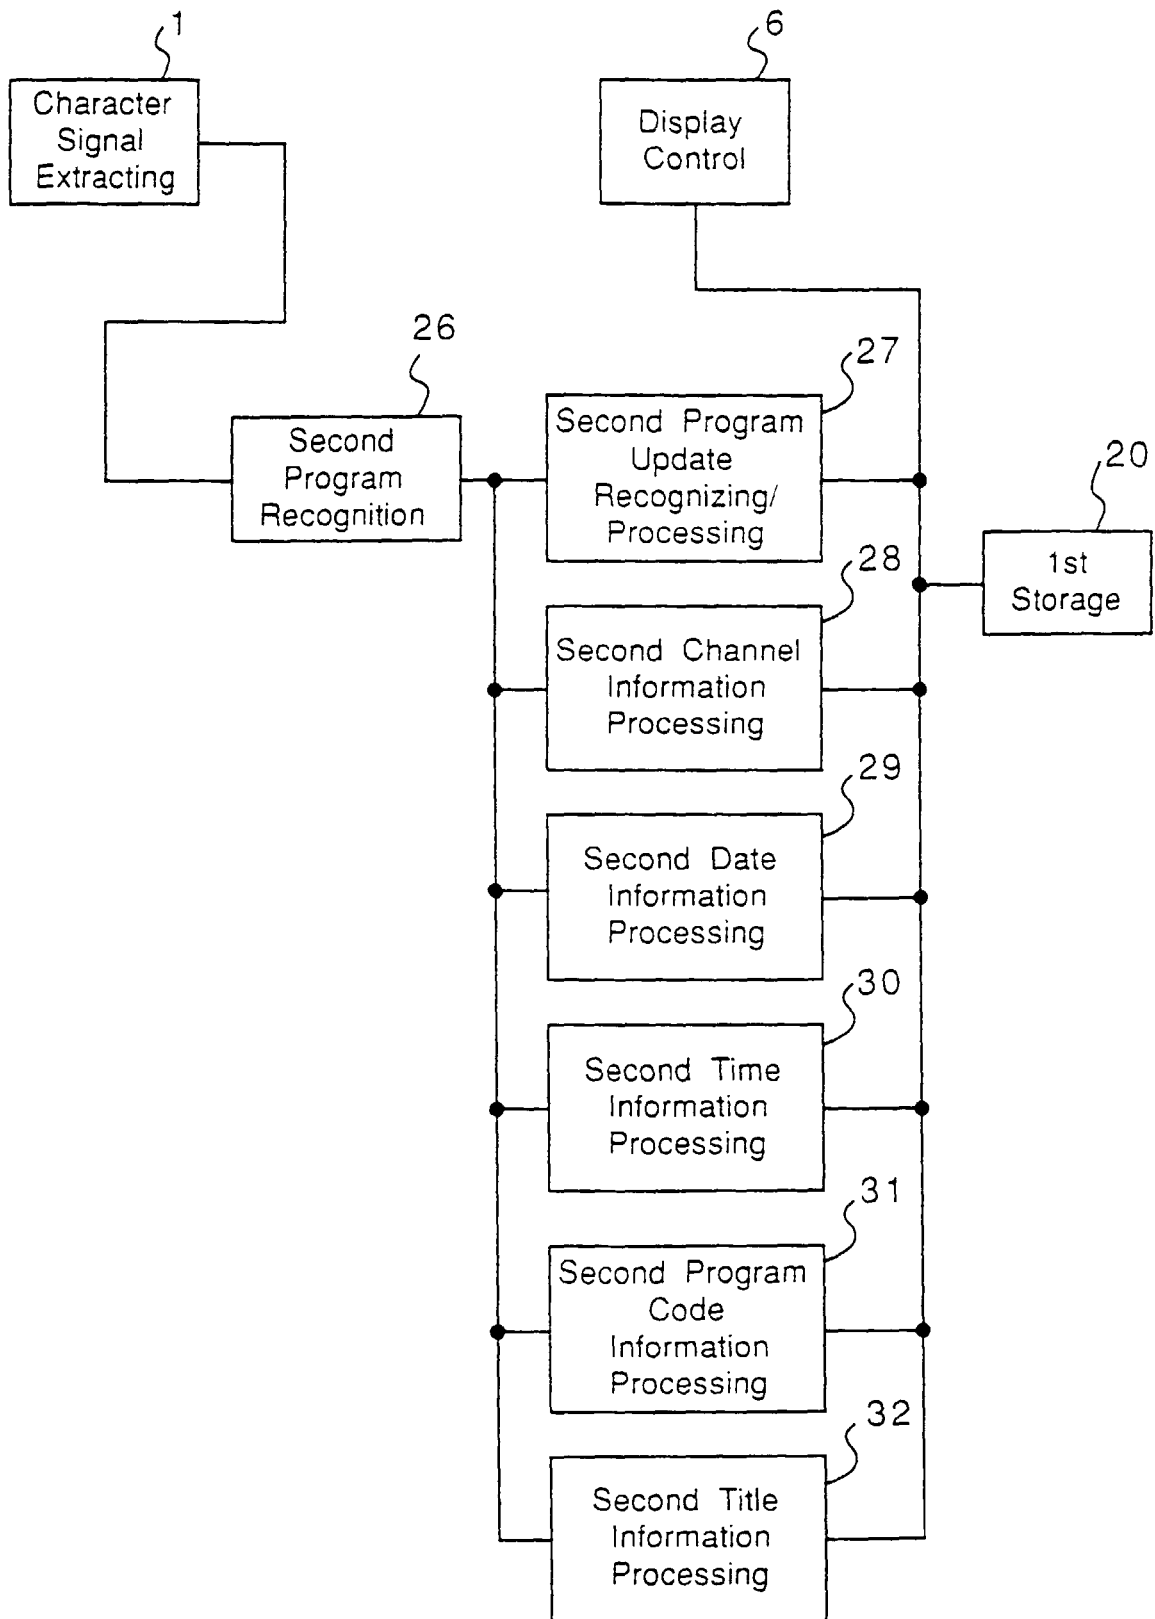 1
Character
Signal
Extracting
6
Display
Control
26
Second
Program
Recognition
27
Second Program
Update
Recognizing/
Processing
20
1st
Storage
28
Second Channel
Information
Processing
29
Second Date
Information
Processing
30
Second Time
Information
Processing
31
Second Program
Code
Information
Processing
32
Second Title
Information
Processing